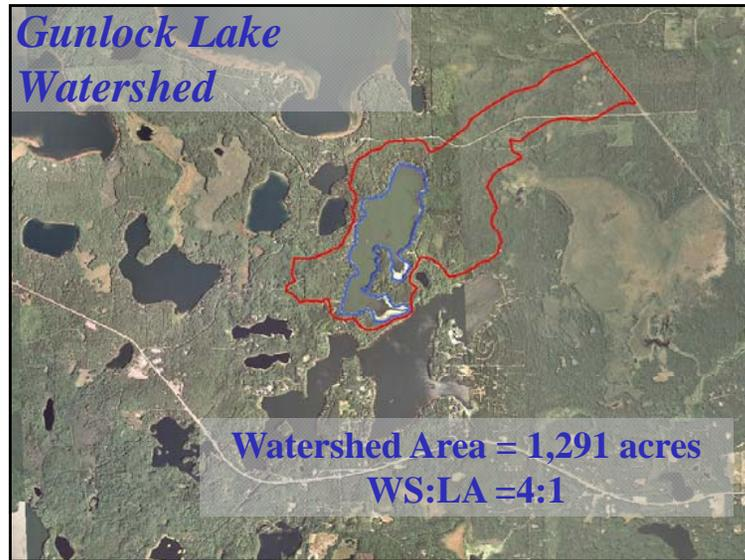 Gunlock Lake
Watershed
Watershed Area = 1,291 acres
WS:LA =4:1